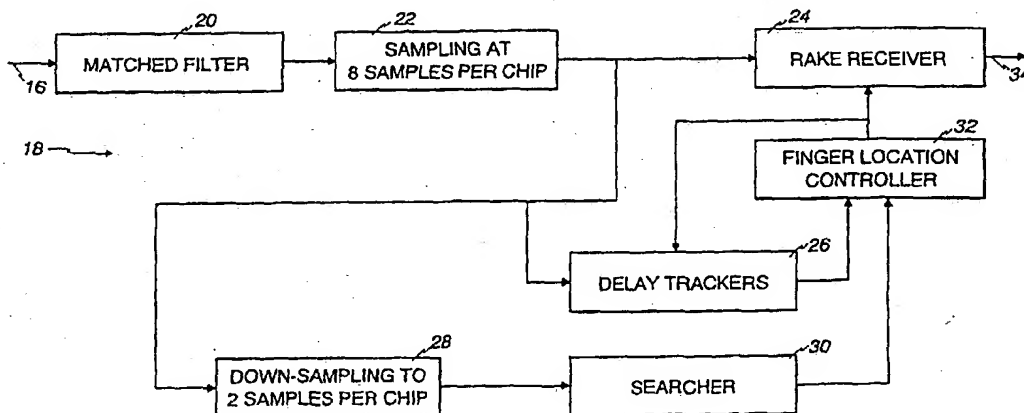 20
MATCHED FILTER
22
SAMPLING AT
8 SAMPLES PER CHIP
24
RAKE RECEIVER
16
34
18
32
FINGER LOCATION
CONTROLLER
26
DELAY TRACKERS
28
DOWN-SAMPLING TO
2 SAMPLES PER CHIP
30
SEARCHER